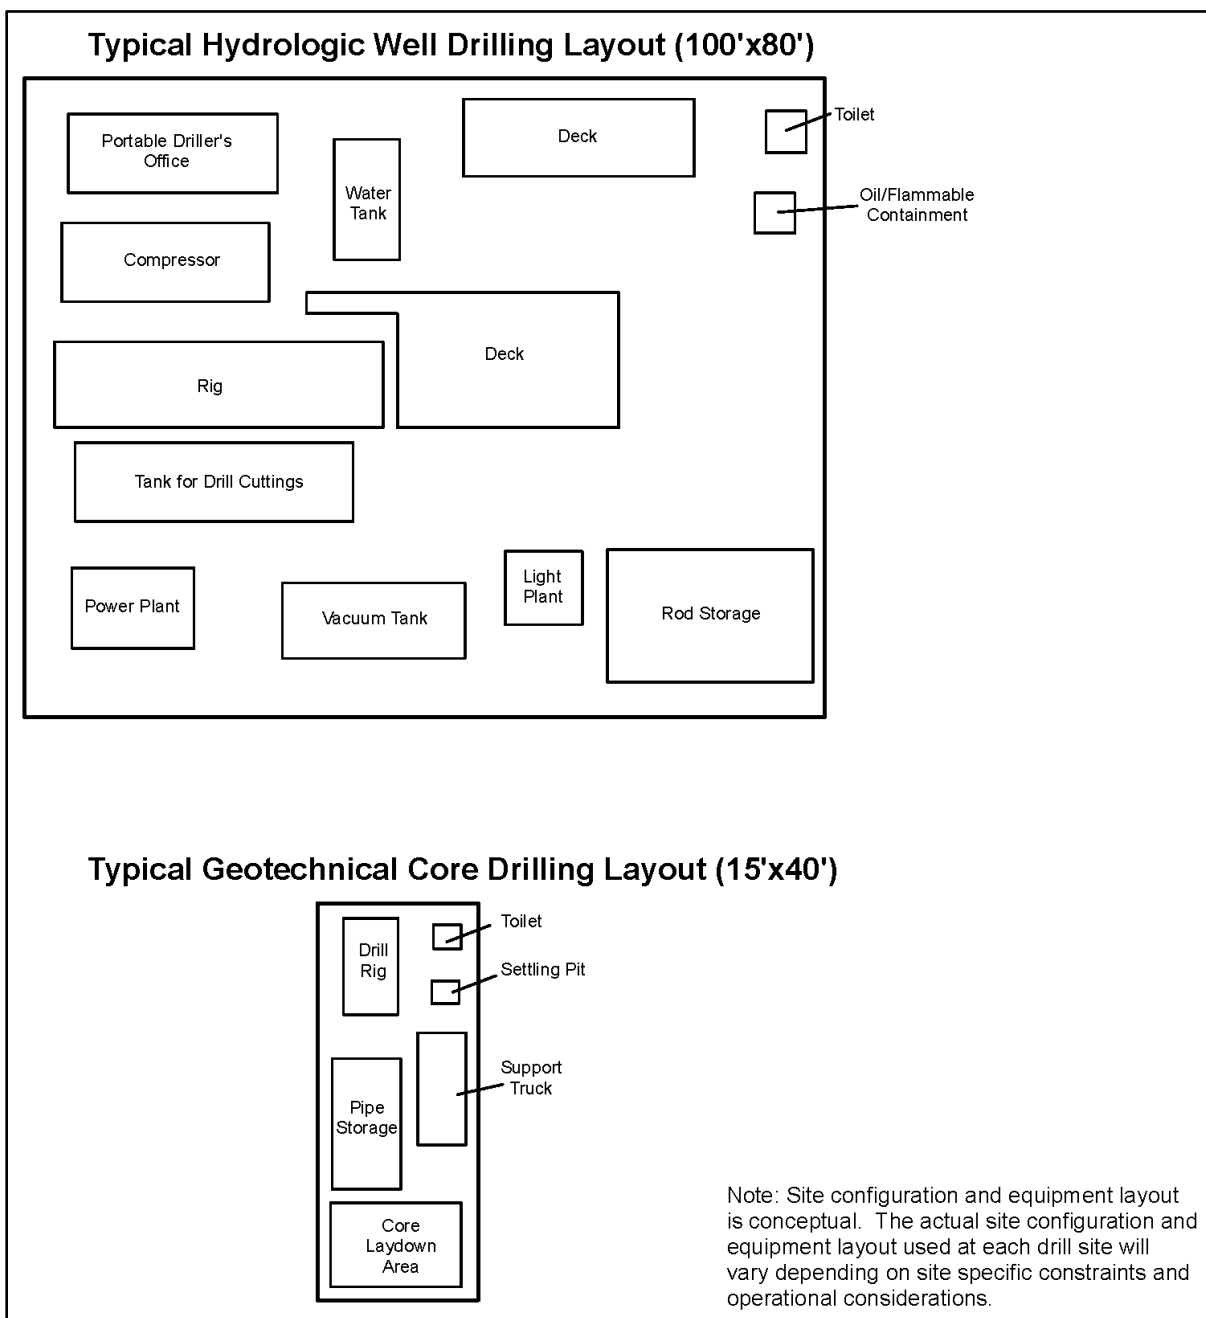 Typical Hydrologic Well Drilling Layout (100'x80')
Portable Driller's
Office
Water
Tank
Deck
Toilet
Oil/Flammable
Containment
Compressor
Deck
Rig
Tank for Drill Cuttings
Power Plant
Vacuum Tank
Light
Plant
Rod Storage
Typical Geotechnical Core Drilling Layout (15'x40')
Drill
Rig
Toilet
Settling Pit
Support
Truck
Pipe
Storage
Core
Laydown
Area
Note: Site configuration and equipment layout
is conceptual.  The actual site configuration and
equipment layout used at each drill site will
vary depending on site specific constraints and
operational considerations.